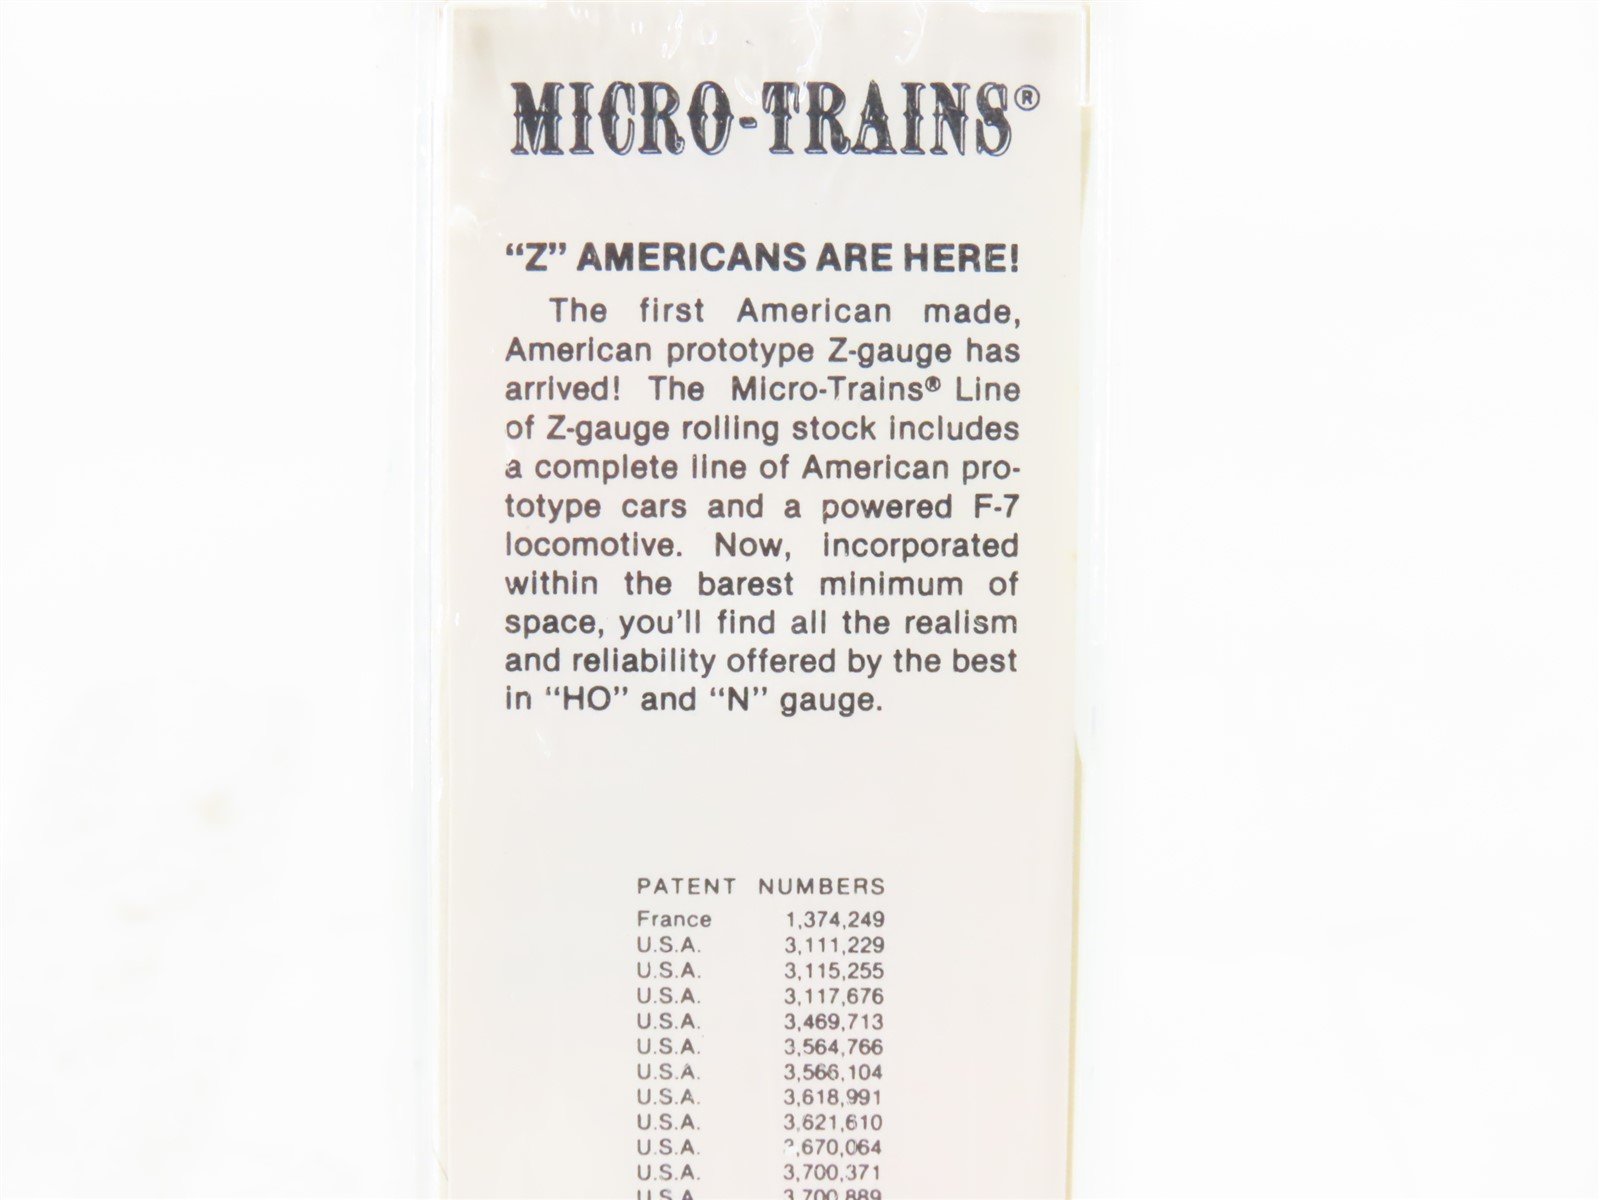 MICRO-TRAINS®
“Z” AMERICANS ARE HERE!
The first American made,
American prototype Z-gauge has
arrived! The Micro-Trains® Line
of Z-gauge rolling stock includes
a complete line of American pro-
totype cars and a powered F-7
locomotive. Now, incorporated
within the barest minimum of
space, you'll find all the realism
and reliability offered by the best
in “HO” and “N” gauge.
PATENT NUMBERS
France 1,374,249
U.S.A. 3,111,229
U.S.A. 3,115,255
U.S.A. 3,117,676
U.S.A. 3,469,713
U.S.A. 3,564,766
U.S.A. 3,566,104
U.S.A. 3,618,991
U.S.A. 3,621,610
U.S.A.
U.S.A. 3,700,371
U.S.A. 3,700,889